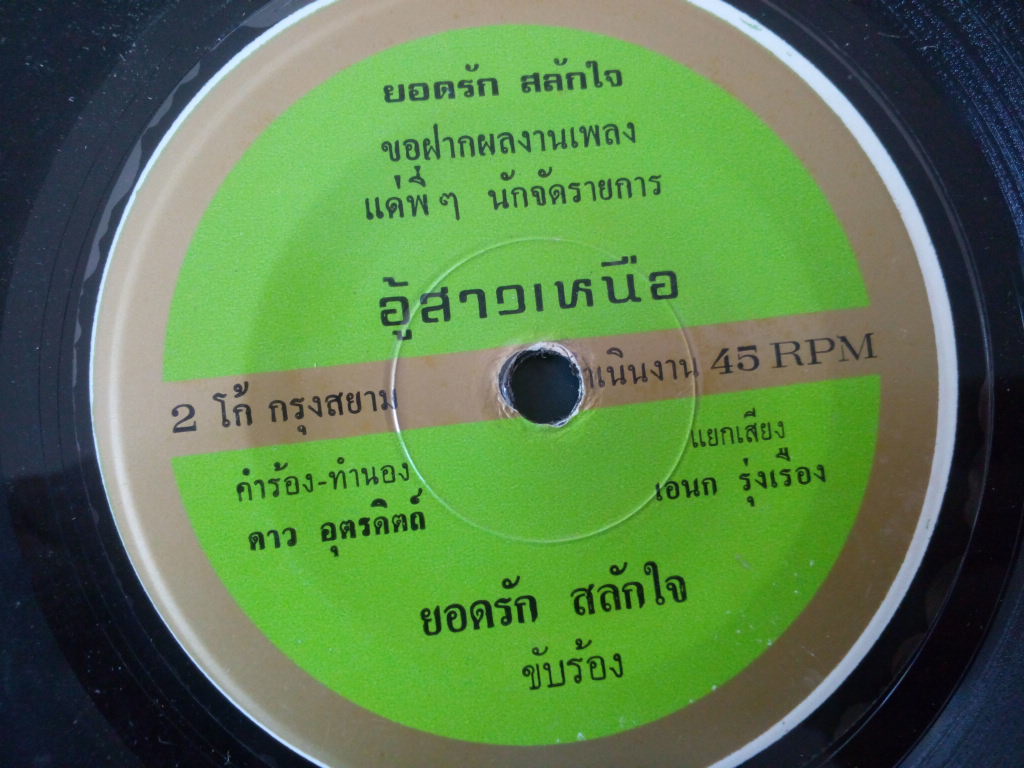 ยอดรัก สลักใจ
ขอฝากผลงานเพลง
แด่พี่ ๆ นักจัดรายการ
อู้สาวเหนือ
2 โก้ กรุงสยาม
45 RPM
คำร้อง-ทำนอง
ดาว อุตรดิตถ์
แยกเสียง
เอนก รุ่งเรือง
ยอดรัก สลักใจ
ขับร้อง